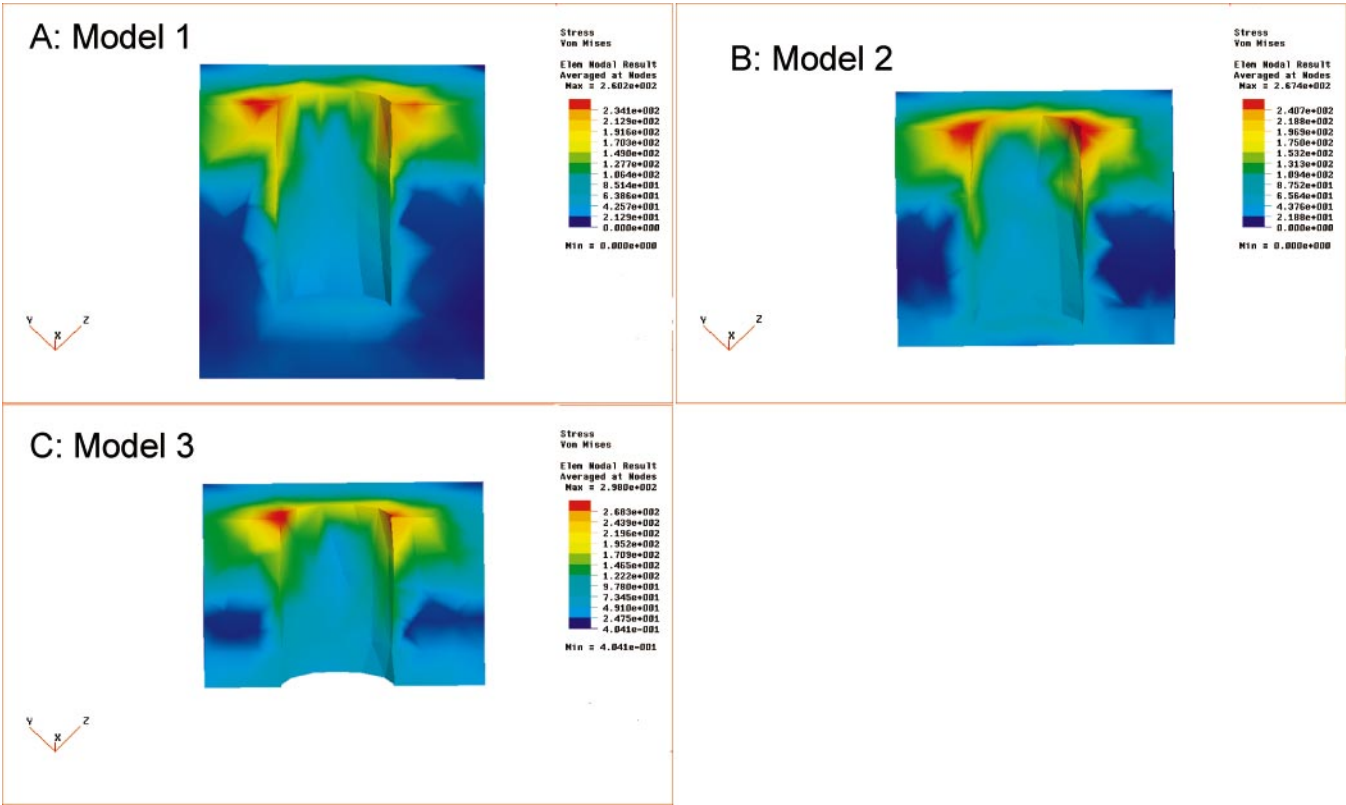 A: Model 1
Stress
Von Mises
Elem Nodal Result
Averaged at Nodes
Max = 2.602e+002
2.341e+002
2.129e+002
1.916e+002
1.703e+002
1.490e+002
1.277e+002
1.064e+002
8.514e+001
6.386e+001
4.257e+001
2.129e+001
0.000e+000
Min = 0.000e+000
Y X Z
B: Model 2
Stress
Von Mises
Elem Nodal Result
Averaged at Nodes
Max = 2.674e+002
2.407e+002
2.188e+002
1.969e+002
1.750e+002
1.532e+002
1.313e+002
1.094e+002
8.752e+001
6.564e+001
4.376e+001
2.188e+001
0.000e+000
Min = 0.000e+000
Y X Z
C: Model 3
Stress
Von Mises
Elem Nodal Result
Averaged at Nodes
Max = 2.980e+002
2.683e+002
2.439e+002
2.196e+002
1.952e+002
1.709e+002
1.465e+002
1.222e+002
9.780e+001
7.345e+001
4.910e+001
2.475e+001
4.041e-001
Min = 4.041e-001
Y X Z